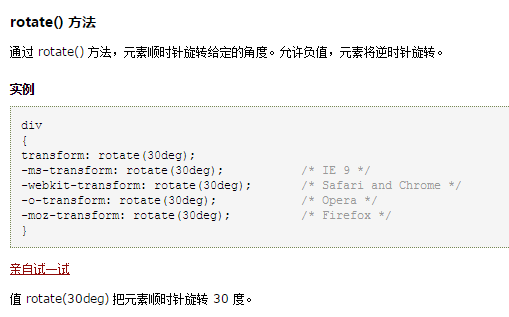 rotate() 方法
通过 rotate() 方法，元素顺时针旋转给定的角度。允许负值，元素将逆时针旋转。
实例
div
{
transform: rotate(30deg);
-ms-transform: rotate(30deg);		/* IE 9 */
-webkit-transform: rotate(30deg);	/* Safari and Chrome */
-o-transform: rotate(30deg);		/* Opera */
-moz-transform: rotate(30deg);		/* Firefox */
}
亲自试一试
值 rotate(30deg) 把元素顺时针旋转 30 度。